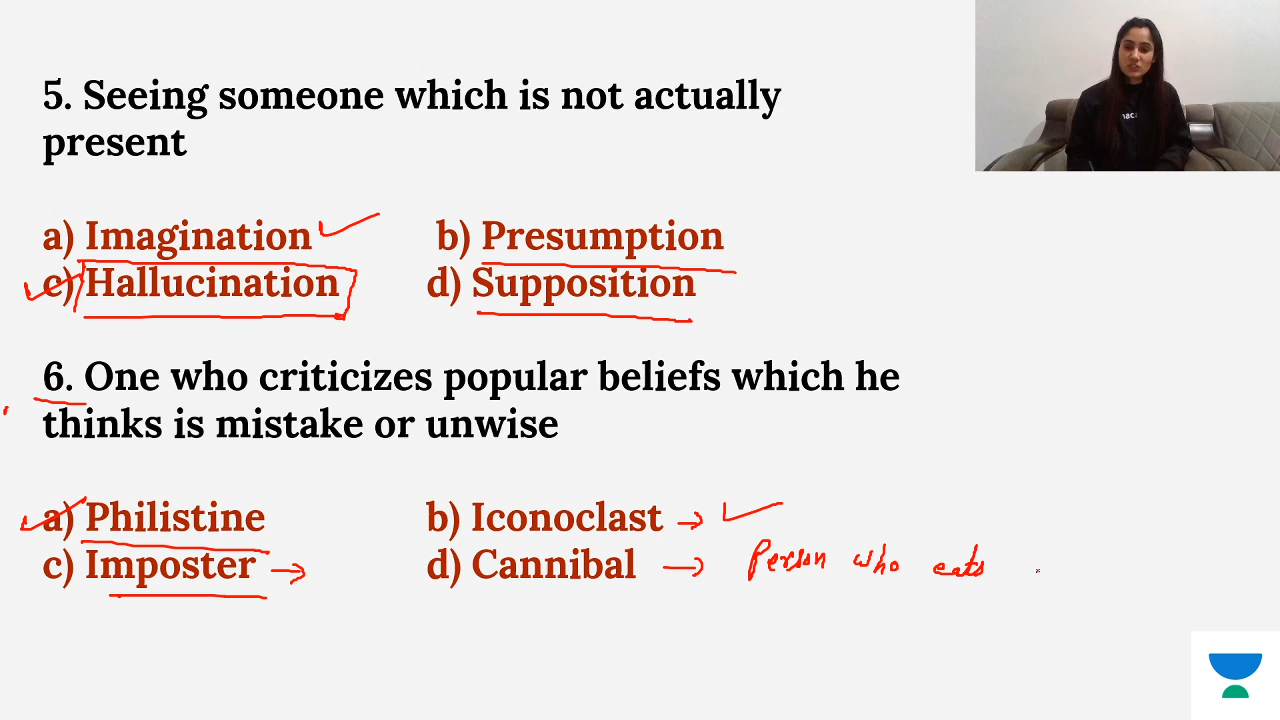 5. Seeing someone which is not actually
present
a) Imagination b) Presumption
c) Hallucination d) Supposition
6. One who criticizes popular beliefs which he
thinks is mistake or unwise
a) Philistine b) Iconoclast →
c) Imposter → d) Cannibal → Person who eats